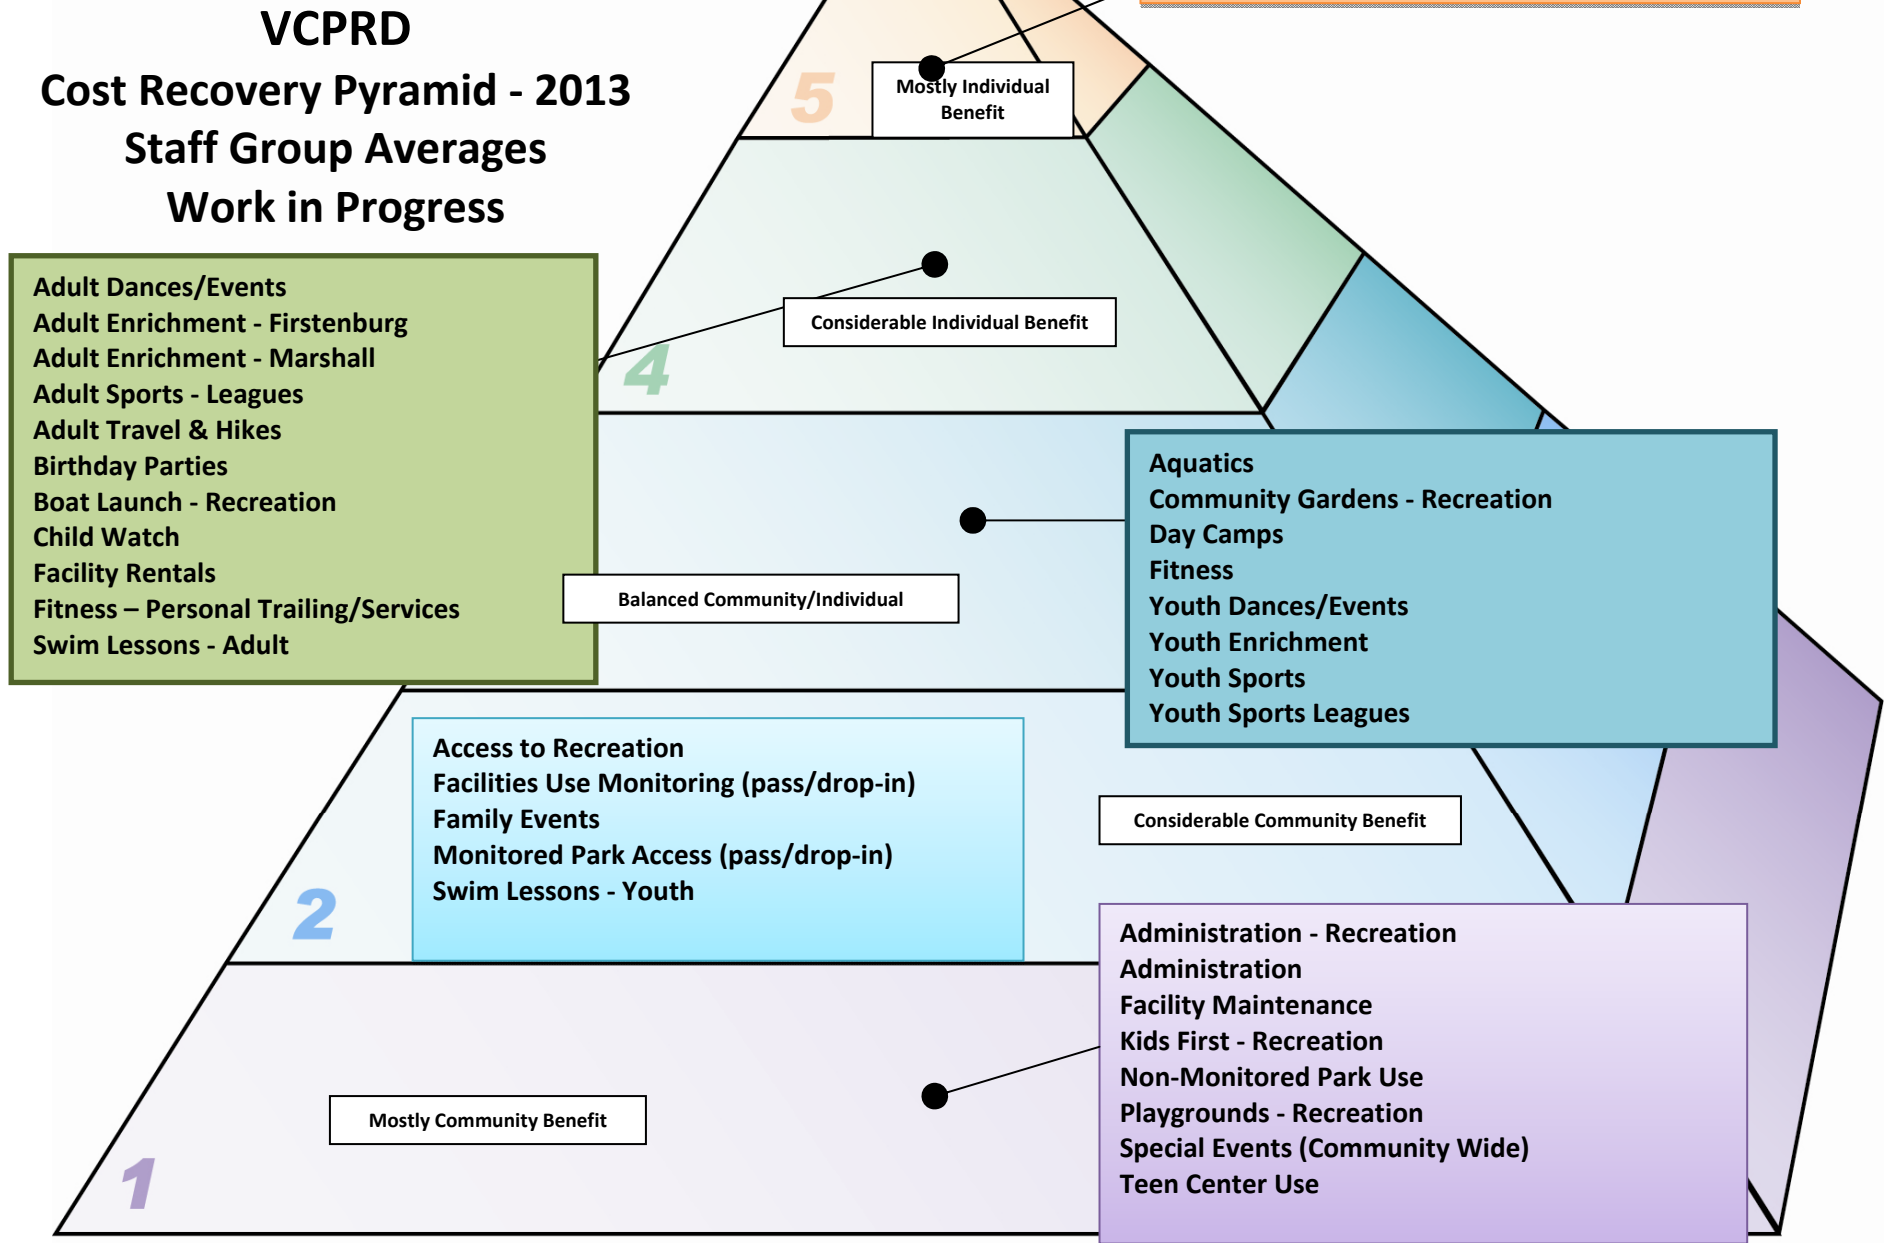 VCPRD
Cost Recovery Pyramid - 2013
Staff Group Averages
Work in Progress
5
Mostly Individual
Benefit
Adult Dances/Events
Adult Enrichment - Firstenburg
Adult Enrichment - Marshall
Adult Sports - Leagues
Adult Travel & Hikes
Birthday Parties
Boat Launch - Recreation
Child Watch
Facility Rentals
Fitness – Personal Trailing/Services
Swim Lessons - Adult
Considerable Individual Benefit
4
Balanced Community/Individual
Aquatics
Community Gardens - Recreation
Day Camps
Fitness
Youth Dances/Events
Youth Enrichment
Youth Sports
Youth Sports Leagues
Access to Recreation
Facilities Use Monitoring (pass/drop-in)
Family Events
Monitored Park Access (pass/drop-in)
Swim Lessons - Youth
Considerable Community Benefit
2
Administration - Recreation
Administration
Facility Maintenance
Kids First - Recreation
Non-Monitored Park Use
Playgrounds - Recreation
Special Events (Community Wide)
Teen Center Use
Mostly Community Benefit
1